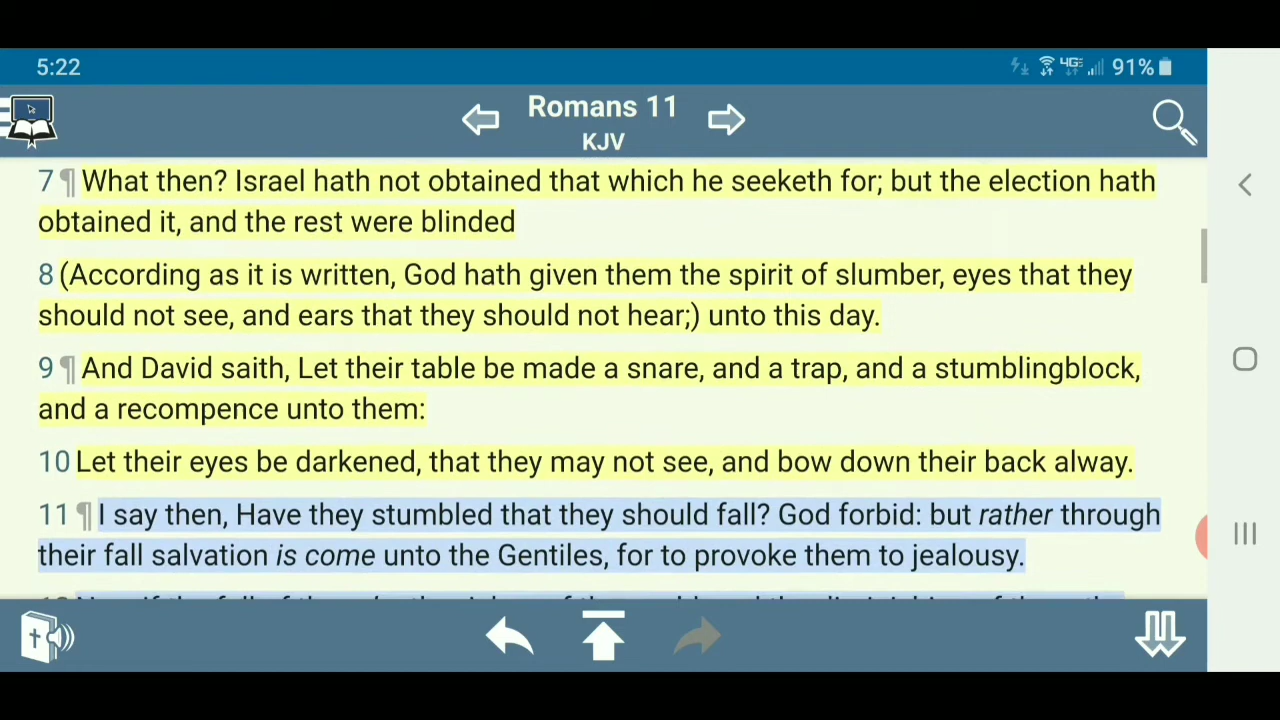 5:22
4G 91%
Romans 11
KJV
7 ¶ What then? Israel hath not obtained that which he seeketh for; but the election hath
obtained it, and the rest were blinded
8 (According as it is written, God hath given them the spirit of slumber, eyes that they
should not see, and ears that they should not hear;) unto this day.
9 ¶ And David saith, Let their table be made a snare, and a trap, and a stumblingblock,
and a recompence unto them:
10 Let their eyes be darkened, that they may not see, and bow down their back alway.
11 ¶ I say then, Have they stumbled that they should fall? God forbid: but rather through
their fall salvation is come unto the Gentiles, for to provoke them to jealousy.